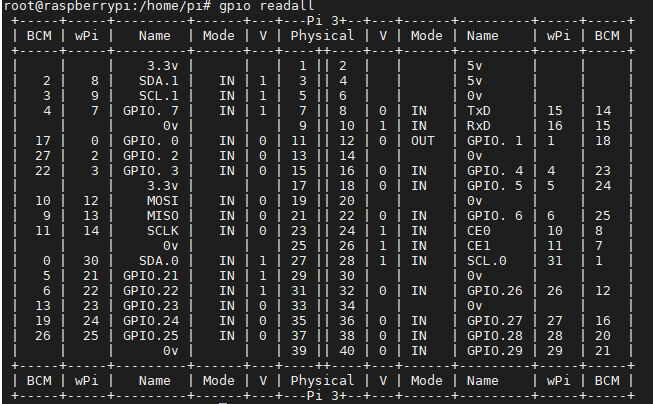 root@raspberrypi:/home/pi# gpio readall
+-----+-----+---------+------+---+---Pi 3+--+---+------+---------+-----+-----+
| BCM | wPi |   Name  | Mode | V | Physical | V | Mode | Name    | wPi | BCM |
+-----+-----+---------+------+---+----++----+---+------+---------+-----+-----+
|     |     |    3.3v |      |   |  1 || 2  |   |      | 5v      |     |     |
|   2 |   8 |   SDA.1 |   IN | 1 |  3 || 4  |   |      | 5v      |     |     |
|   3 |   9 |   SCL.1 |   IN | 1 |  5 || 6  |   |      | 0v      |     |     |
|   4 |   7 | GPIO. 7 |   IN | 1 |  7 || 8  | 0 | IN   | TxD     | 15  | 14  |
|     |     |      0v |      |   |  9 || 10 | 1 | IN   | RxD     | 16  | 15  |
|  17 |   0 | GPIO. 0 |   IN | 0 | 11 || 12 | 0 | OUT  | GPIO. 1 | 1   | 18  |
|  27 |   2 | GPIO. 2 |   IN | 0 | 13 || 14 |   |      | 0v      |     |     |
|  22 |   3 | GPIO. 3 |   IN | 0 | 15 || 16 | 0 | IN   | GPIO. 4 | 4   | 23  |
|     |     |    3.3v |      |   | 17 || 18 | 0 | IN   | GPIO. 5 | 5   | 24  |
|  10 |  12 |    MOSI |   IN | 0 | 19 || 20 |   |      | 0v      |     |     |
|   9 |  13 |    MISO |   IN | 0 | 21 || 22 | 0 | IN   | GPIO. 6 | 6   | 25  |
|  11 |  14 |    SCLK |   IN | 0 | 23 || 24 | 1 | IN   | CE0     | 10  | 8   |
|     |     |      0v |      |   | 25 || 26 | 1 | IN   | CE1     | 11  | 7   |
|   0 |  30 |   SDA.0 |   IN | 1 | 27 || 28 | 1 | IN   | SCL.0   | 31  | 1   |
|   5 |  21 | GPIO.21 |   IN | 1 | 29 || 30 |   |      | 0v      |     |     |
|   6 |  22 | GPIO.22 |   IN | 1 | 31 || 32 | 0 | IN   | GPIO.26 | 26  | 12  |
|  13 |  23 | GPIO.23 |   IN | 0 | 33 || 34 |   |      | 0v      |     |     |
|  19 |  24 | GPIO.24 |   IN | 0 | 35 || 36 | 0 | IN   | GPIO.27 | 27  | 16  |
|  26 |  25 | GPIO.25 |   IN | 0 | 37 || 38 | 0 | IN   | GPIO.28 | 28  | 20  |
|     |     |      0v |      |   | 39 || 40 | 0 | IN   | GPIO.29 | 29  | 21  |
+-----+-----+---------+------+---+----++----+---+------+---------+-----+-----+
| BCM | wPi |   Name  | Mode | V | Physical | V | Mode | Name    | wPi | BCM |
+-----+-----+---------+------+---+---Pi 3+--+---+------+---------+-----+-----+